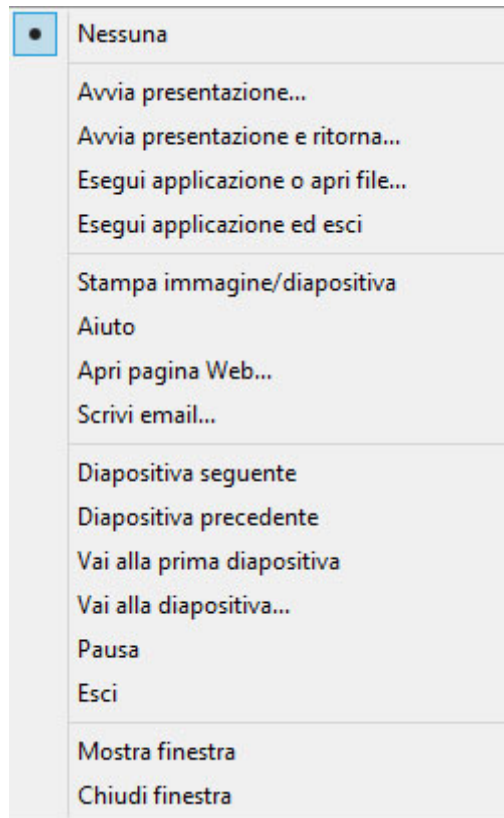 Nessuna
Avvia presentazione...
Avvia presentazione e ritorna...
Esegui applicazione o apri file...
Esegui applicazione ed esci
Stampa immagine/diapositiva
Aiuto
Apri pagina Web...
Scrivi email...
Diapositiva seguente
Diapositiva precedente
Vai alla prima diapositiva
Vai alla diapositiva...
Pausa
Esci
Mostra finestra
Chiudi finestra